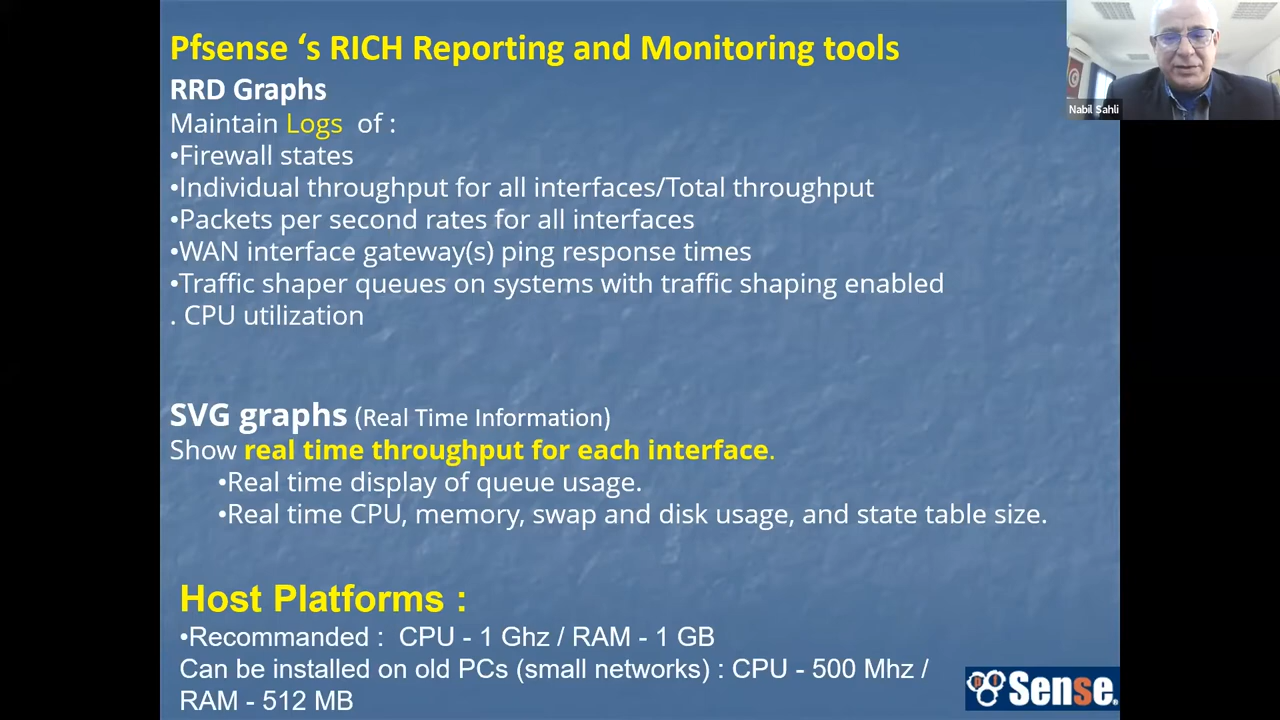 Pfsense ‘s RICH Reporting and Monitoring tools
RRD Graphs
Maintain Logs of :
•Firewall states
•Individual throughput for all interfaces/Total throughput
•Packets per second rates for all interfaces
•WAN interface gateway(s) ping response times
•Traffic shaper queues on systems with traffic shaping enabled
. CPU utilization
SVG graphs (Real Time Information)
Show real time throughput for each interface.
•Real time display of queue usage.
•Real time CPU, memory, swap and disk usage, and state table size.
Host Platforms :
•Recommanded : CPU - 1 Ghz / RAM - 1 GB
Can be installed on old PCs (small networks) : CPU - 500 Mhz /
RAM - 512 MB
pf Sense®
Nabil Sahli